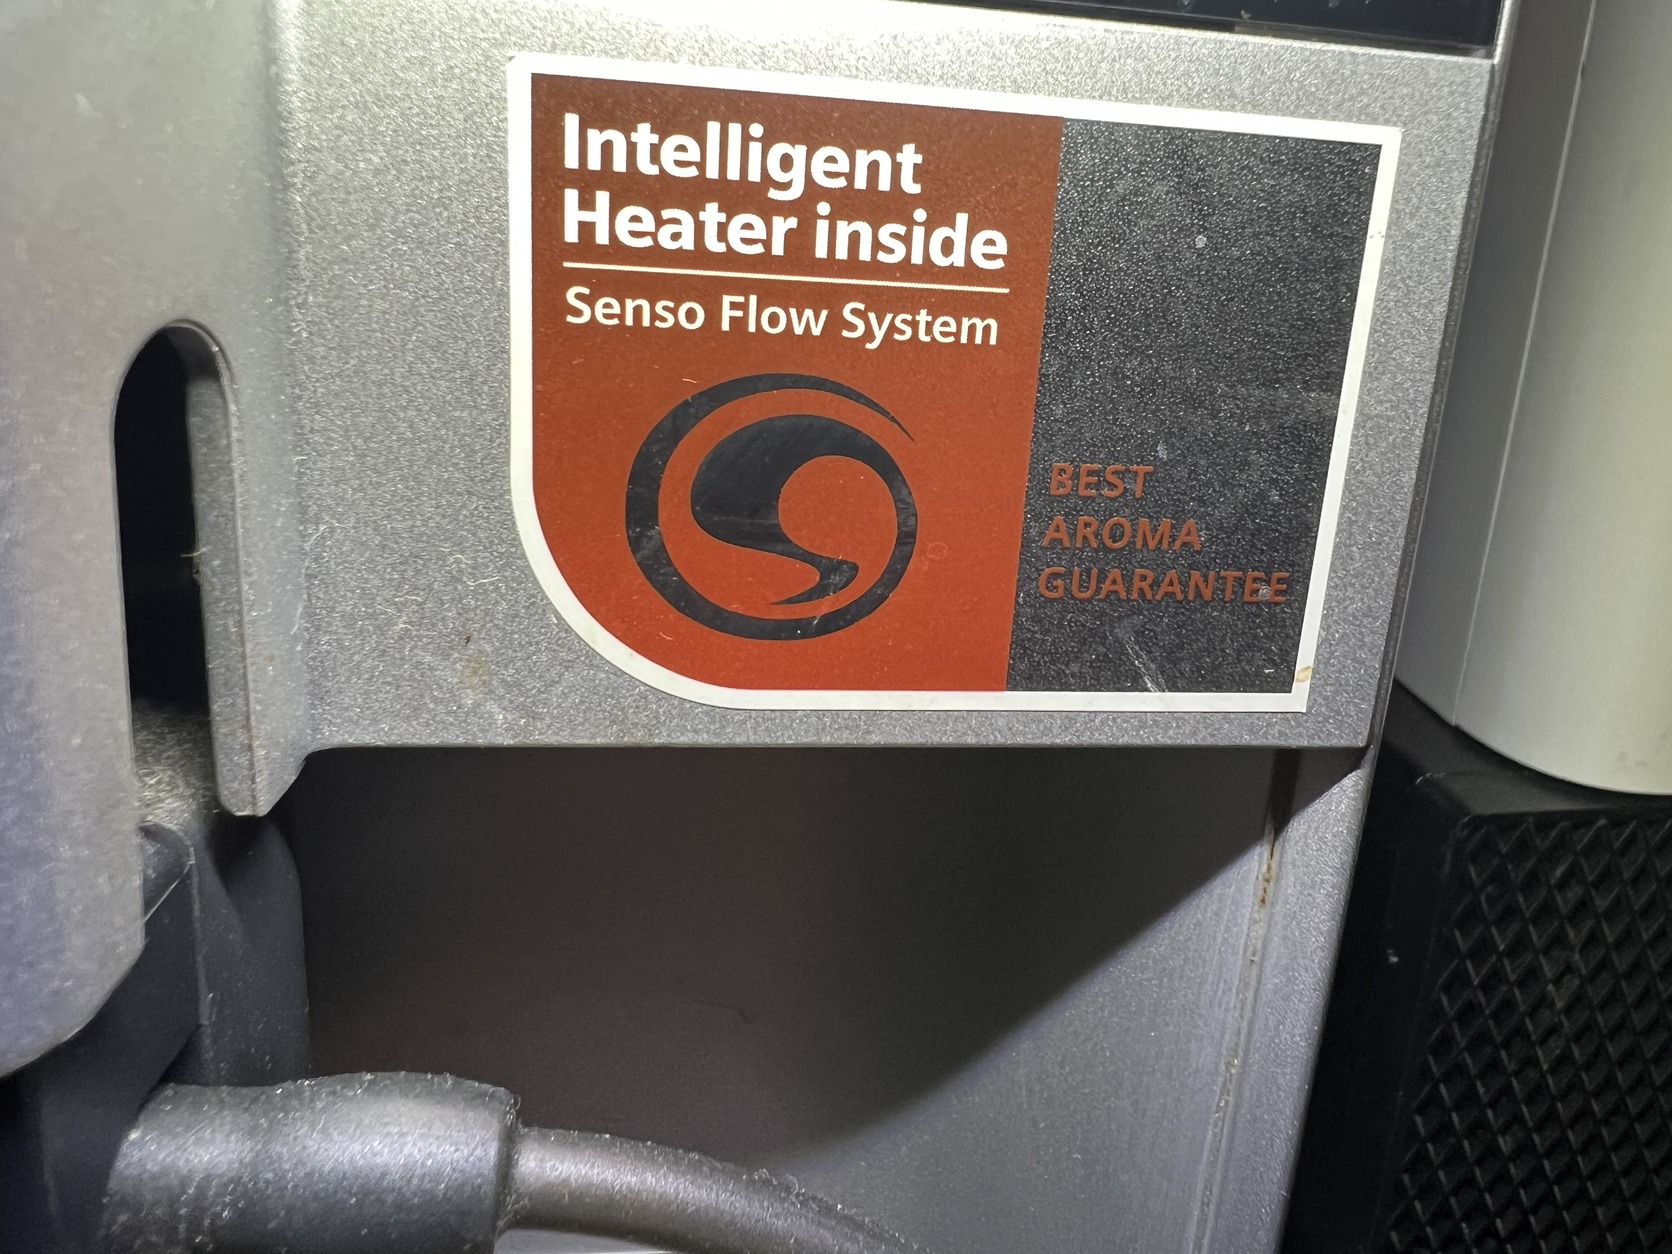 Intelligent
Heater inside
Senso Flow System
BEST
AROMA
GUARANTEE